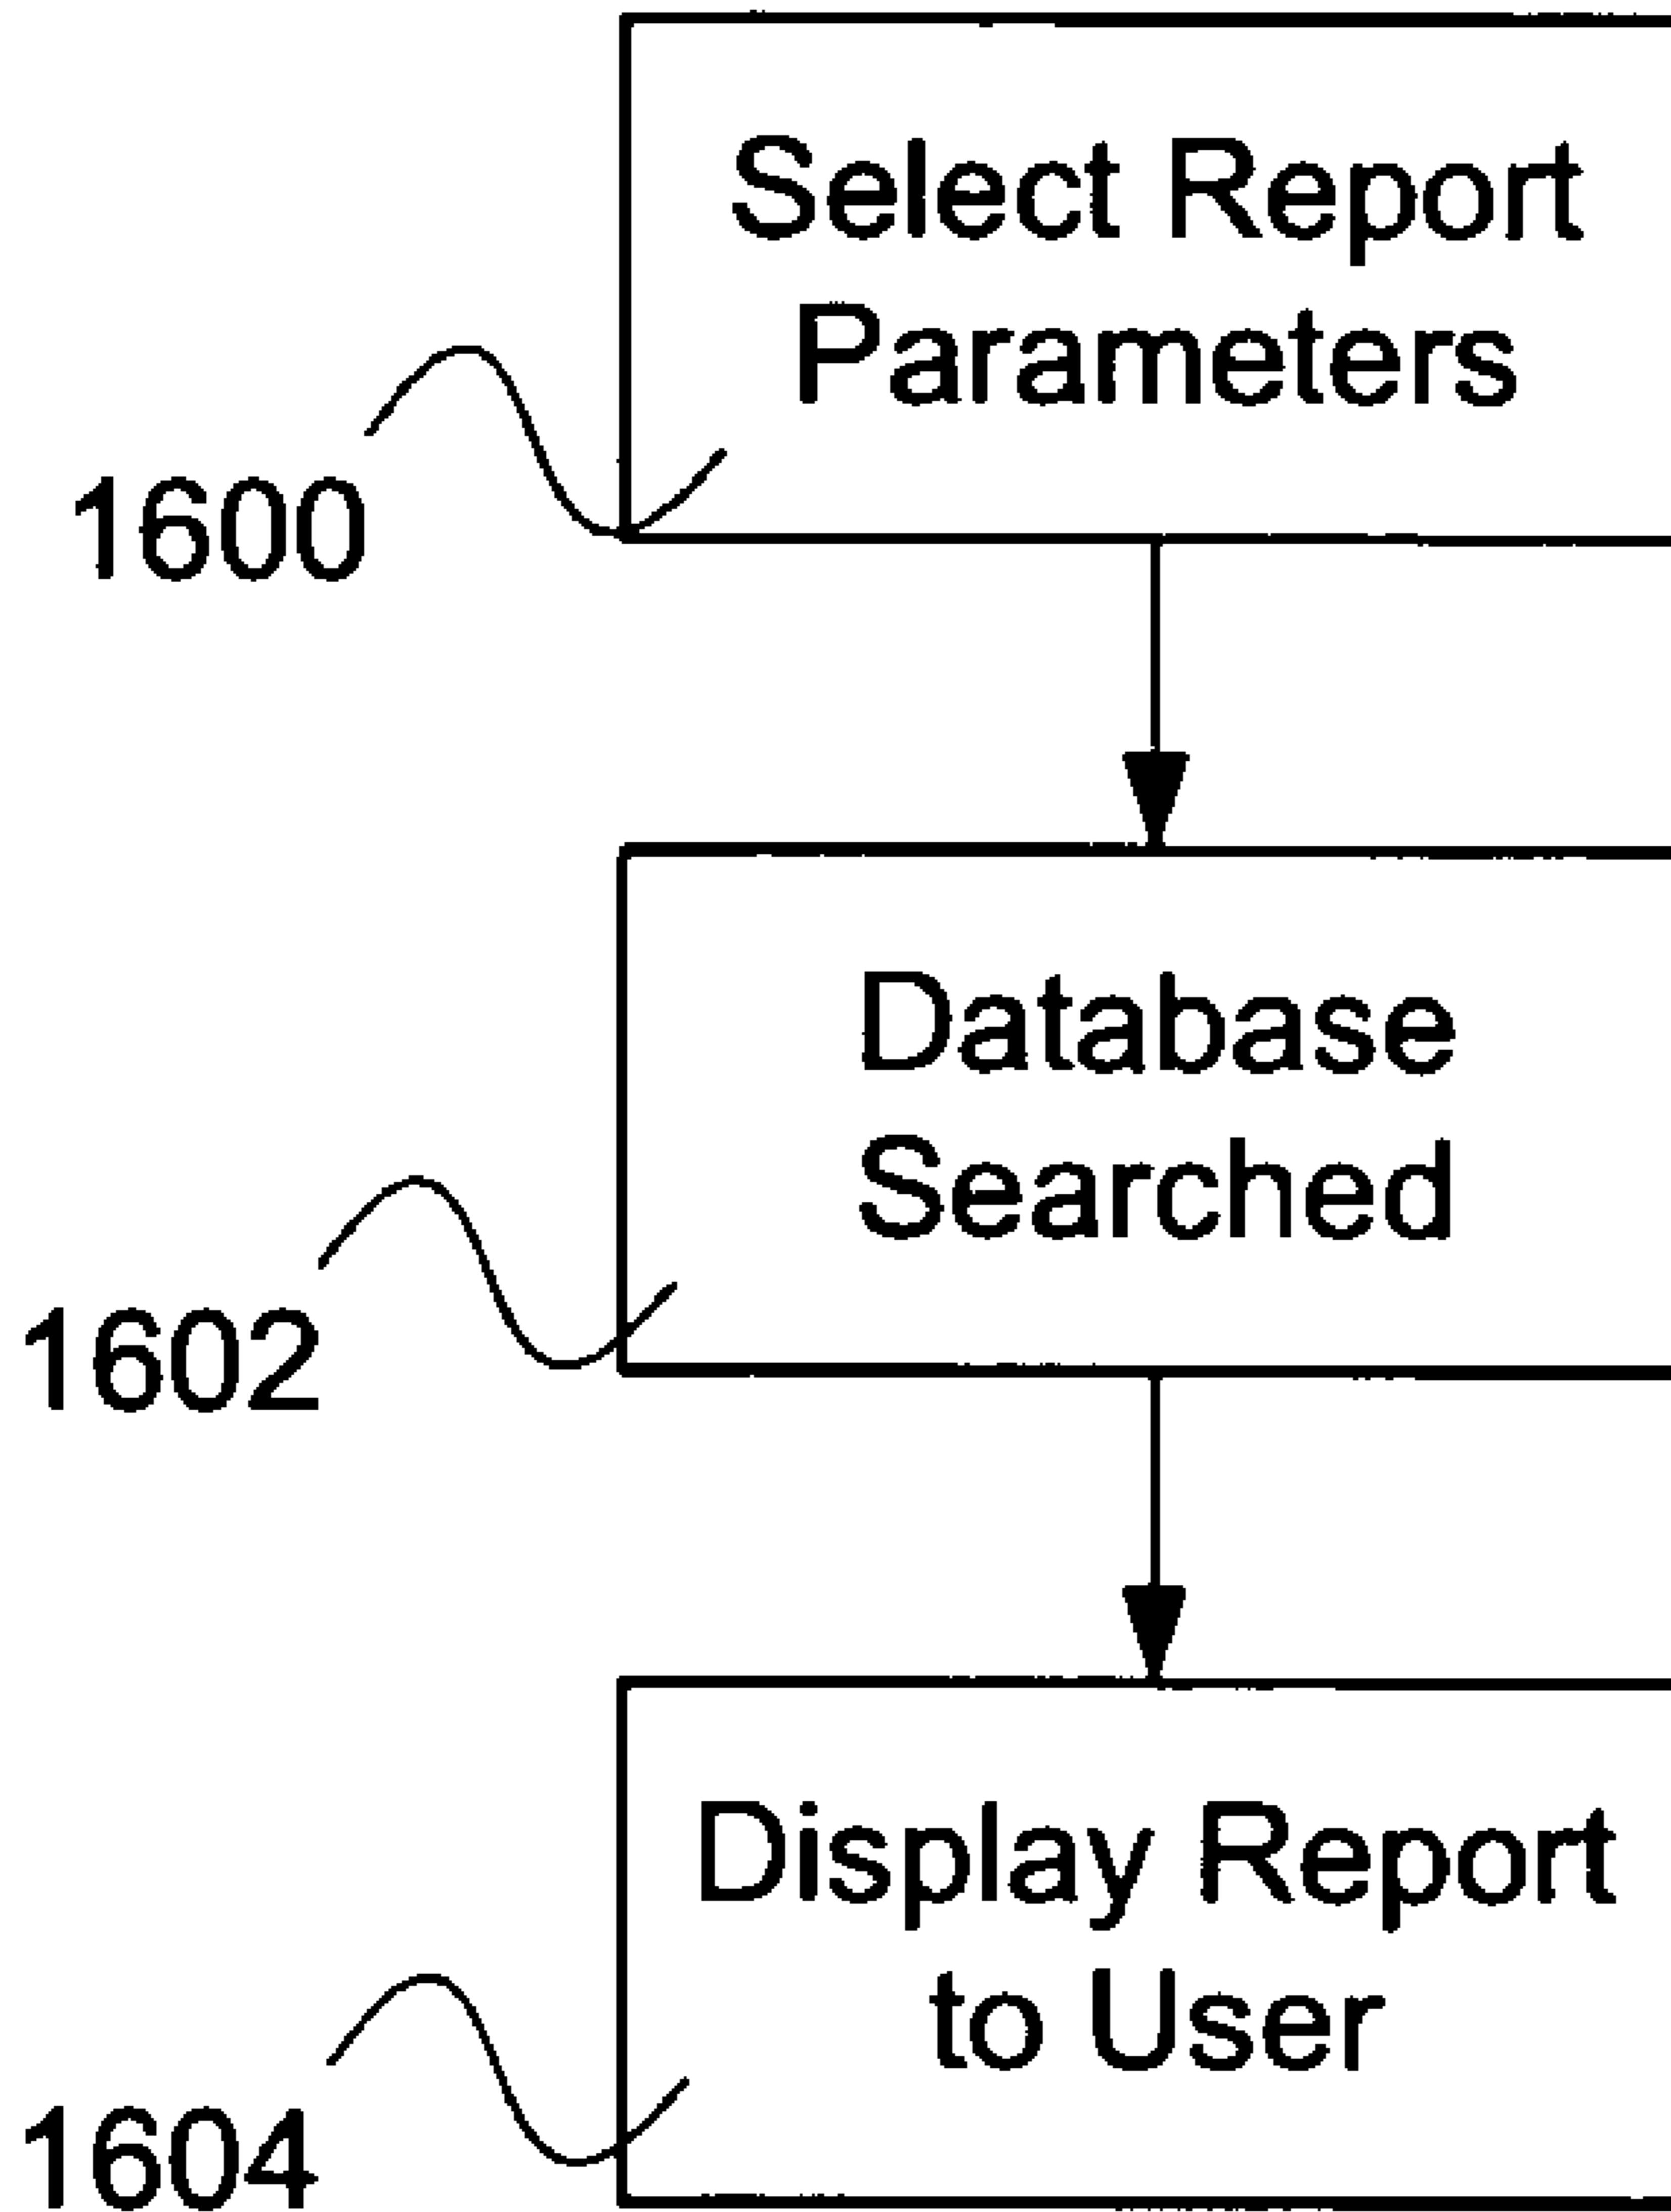 Select Report
Parameters
1600
Database
Searched
1602
Display Report
to User
1604